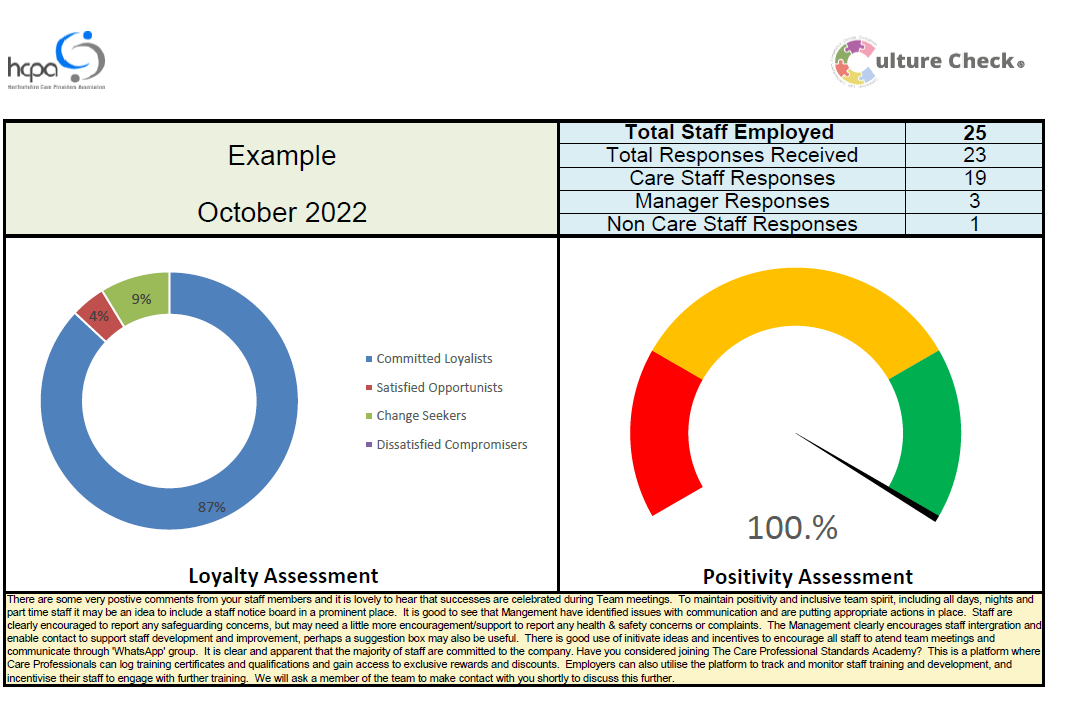 hcpa
Hertfordshire Care Providers Association
ulture Check®
Example
October 2022
Total Staff Employed 25
Total Responses Received 23
Care Staff Responses 19
Manager Responses 3
Non Care Staff Responses 1
9%
4%
87%
Committed Loyalists
Satisfied Opportunists
Change Seekers
Dissatisfied Compromisers
Loyalty Assessment
100.%
Positivity Assessment
There are some very postive comments from your staff members and it is lovely to hear that successes are celebrated during Team meetings. To maintain positivity and inclusive team spirit, including all days, nights and
part time staff it may be an idea to include a staff notice board in a prominent place. It is good to see that Mangement have identified issues with communication and are putting appropriate actions in place. Staff are
clearly encouraged to report any safeguarding concerns, but may need a little more encouragement/support to report any health & safety concerns or complaints. The Management clearly encourages staff intergration and
enable contact to support staff development and improvement, perhaps a suggestion box may also be useful. There is good use of initivate ideas and incentives to encourage all staff to atend team meetings and
communicate through 'WhatsApp' group. It is clear and apparent that the majority of staff are committed to the company. Have you considered joining The Care Professional Standards Academy? This is a platform where
Care Professionals can log training certificates and qualifications and gain access to exclusive rewards and discounts. Employers can also utilise the platform to track and monitor staff training and development, and
incentivise their staff to engage with further training. We will ask a member of the team to make contact with you shortly to discuss this further.